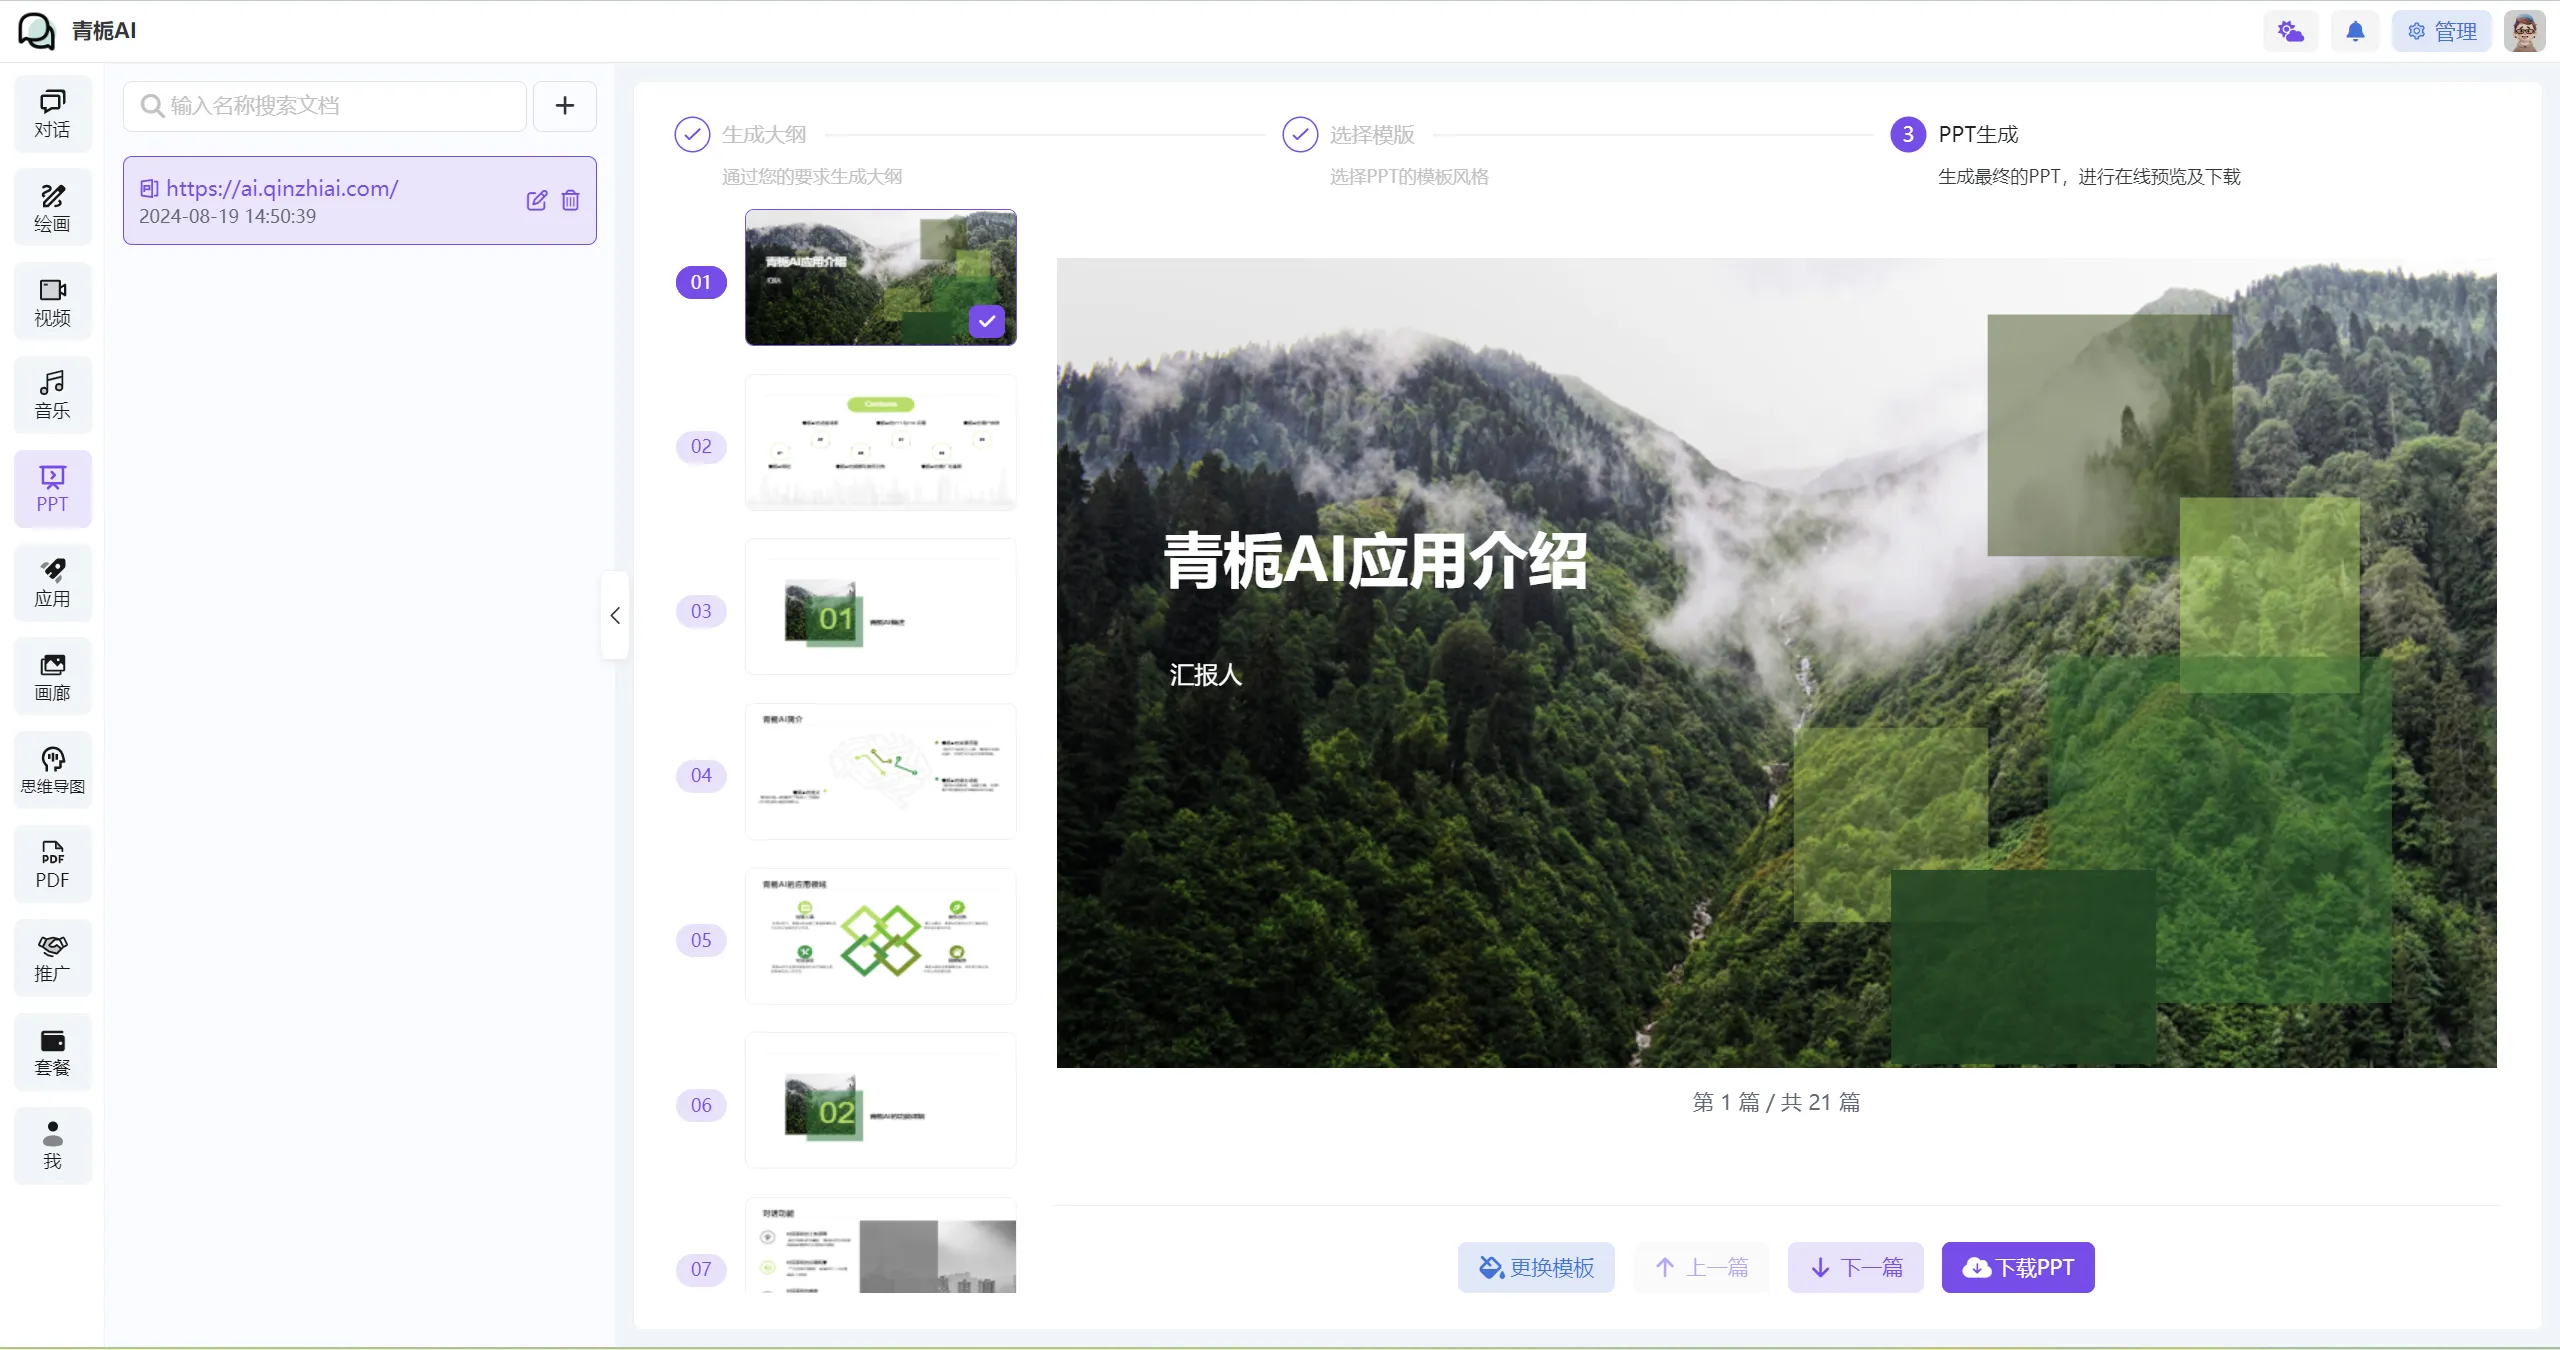 青栀AI
管理
对话
绘画
视频
音乐
PPT
应用
画廊
思维导图
PDF
PDF
推广
套餐
我
输入名称搜索文档
https://ai.qinzhiai.com/
2024-08-19 14:50:39
生成大纲
通过您的要求生成大纲
选择模版
选择PPT的模板风格
3 PPT生成
生成最终的PPT，进行在线预览及下载
01
青栀AI应用介绍
02
Contents
03
01
青栀AI概述
04
青栀AI简介
05
青栀AI的应用领域
06
02
07
对话功能
青栀AI应用介绍
汇报人
第 1 篇 / 共 21 篇
更换模板
上一篇
下一篇
下载PPT